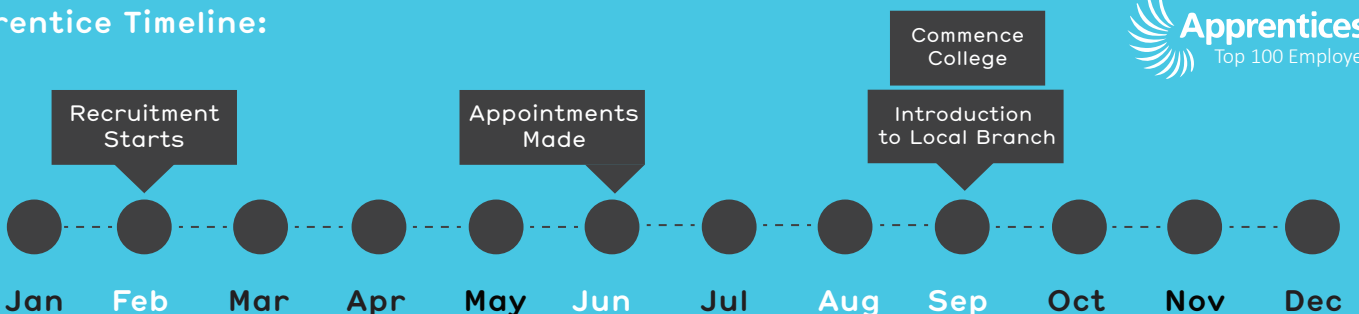 rentice Timeline:
Apprentices
Top 100 Employe
Commence
College
Recruitment
Starts
Appointments
Made
Introduction
to Local Branch
Jan Feb Mar Apr May Jun Jul Aug Sep Oct Nov Dec